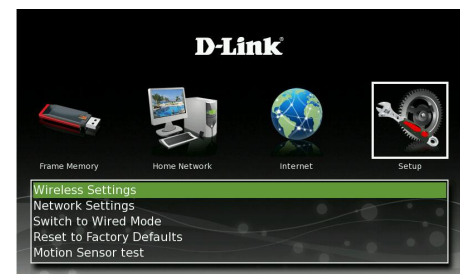 D-Link
Frame Memory
Home Network
Internet
Setup
Wireless Settings
Network Settings
Switch to Wired Mode
Reset to Factory Defaults
Motion Sensor test